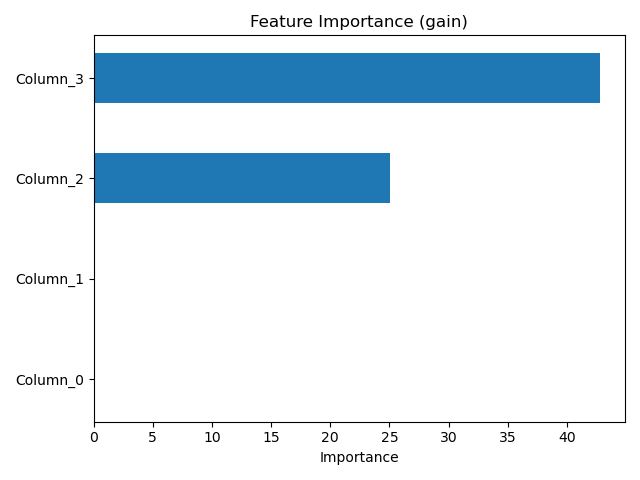 Feature Importance (gain)
Column_3
Column_2
Column_1
Column_0
0 5 10 15 20 25 30 35 40
Importance